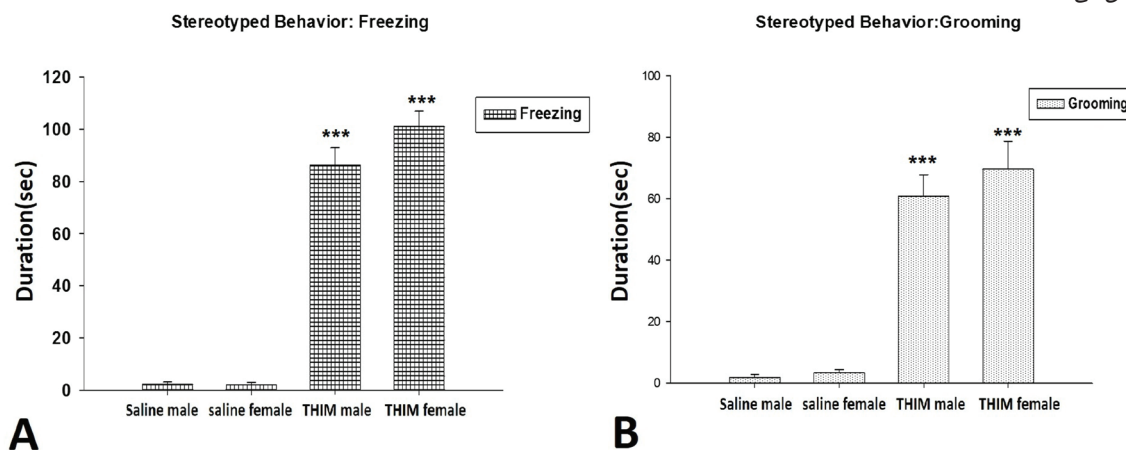 Stereotyped Behavior: Freezing
120
100
80
60
40
20
0
Duration(sec)
***
***
Freezing
Saline male saline female THIM male THIM female
A
Stereotyped Behavior:Grooming
100
80
60
40
20
0
Duration(sec)
***
***
Grooming
Saline male saline female THIM male THIM female
B